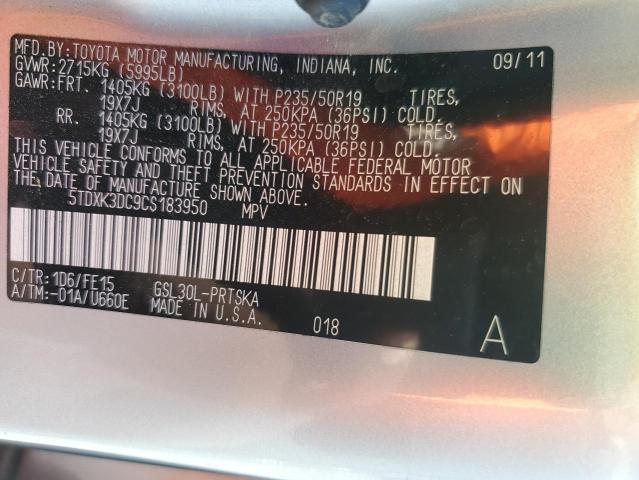 MFD.BY:TOYOTA MOTOR MANUFACTURING, INDIANA, INC. 09/11
GVWR:2715KG (5995LB)
GAWR:FRT. 1405KG (3100LB) WITH P235/50R19 TIRES,
19X7J RIMS, AT 250KPA (36PSI) COLD.
RR. 1405KG (3100LB) WITH P235/50R19 TIRES,
19X7J RIMS, AT 250KPA (36PSI) COLD.
THIS VEHICLE CONFORMS TO ALL APPLICABLE FEDERAL MOTOR
VEHICLE SAFETY AND THEFT PREVENTION STANDARDS IN EFFECT ON
THE DATE OF MANUFACTURE SHOWN ABOVE.
5TDXK3DC9CS183950 MPV
C/TR:1D6/FE15 GSL30L-PRTSKA
A/TM:-01A/U660E MADE IN U.S.A.
018 A